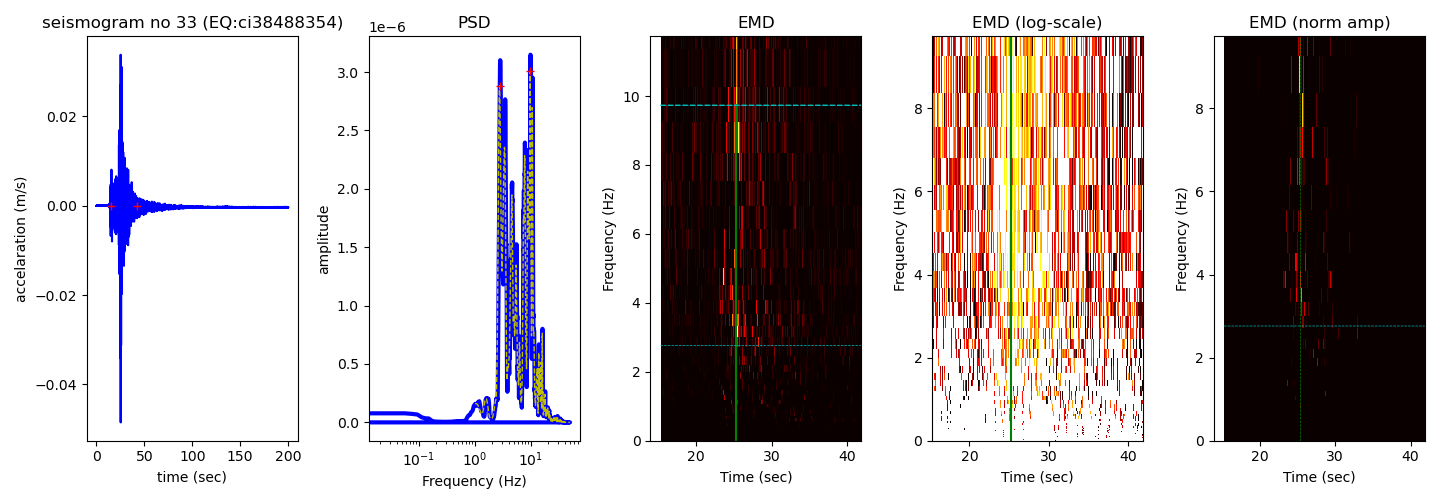 seismogram no 33 (EQ:ci38488354)
accelaration (m/s)
0.02
0.00
−0.02
−0.04
0 50 100 150 200
time (sec)
PSD
1e−6
amplitude
3.0
2.5
2.0
1.5
1.0
0.5
0.0
10−1 100 101
Frequency (Hz)
EMD
Frequency (Hz)
10
8
6
4
2
0
20 30 40
Time (sec)
EMD (log-scale)
Frequency (Hz)
8
6
4
2
0
20 30 40
Time (sec)
EMD (norm amp)
Frequency (Hz)
8
6
4
2
0
20 30 40
Time (sec)